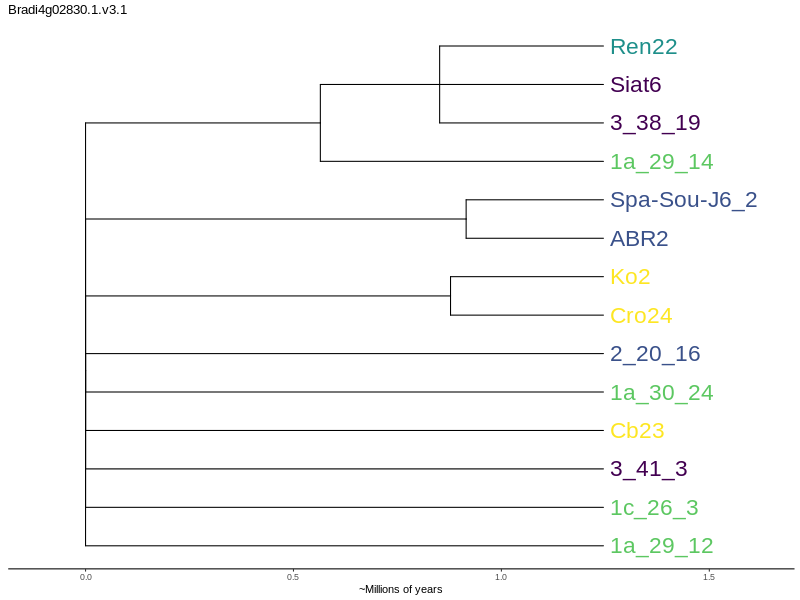 Bradi4g02830.1.v3.1
Ren22
Siat6
3_38_19
1a_29_14
Spa-Sou-J6_2
ABR2
Ko2
Cro24
2_20_16
1a_30_24
Cb23
3_41_3
1c_26_3
1a_29_12
0.0 0.5 1.0 1.5
~Millions of years